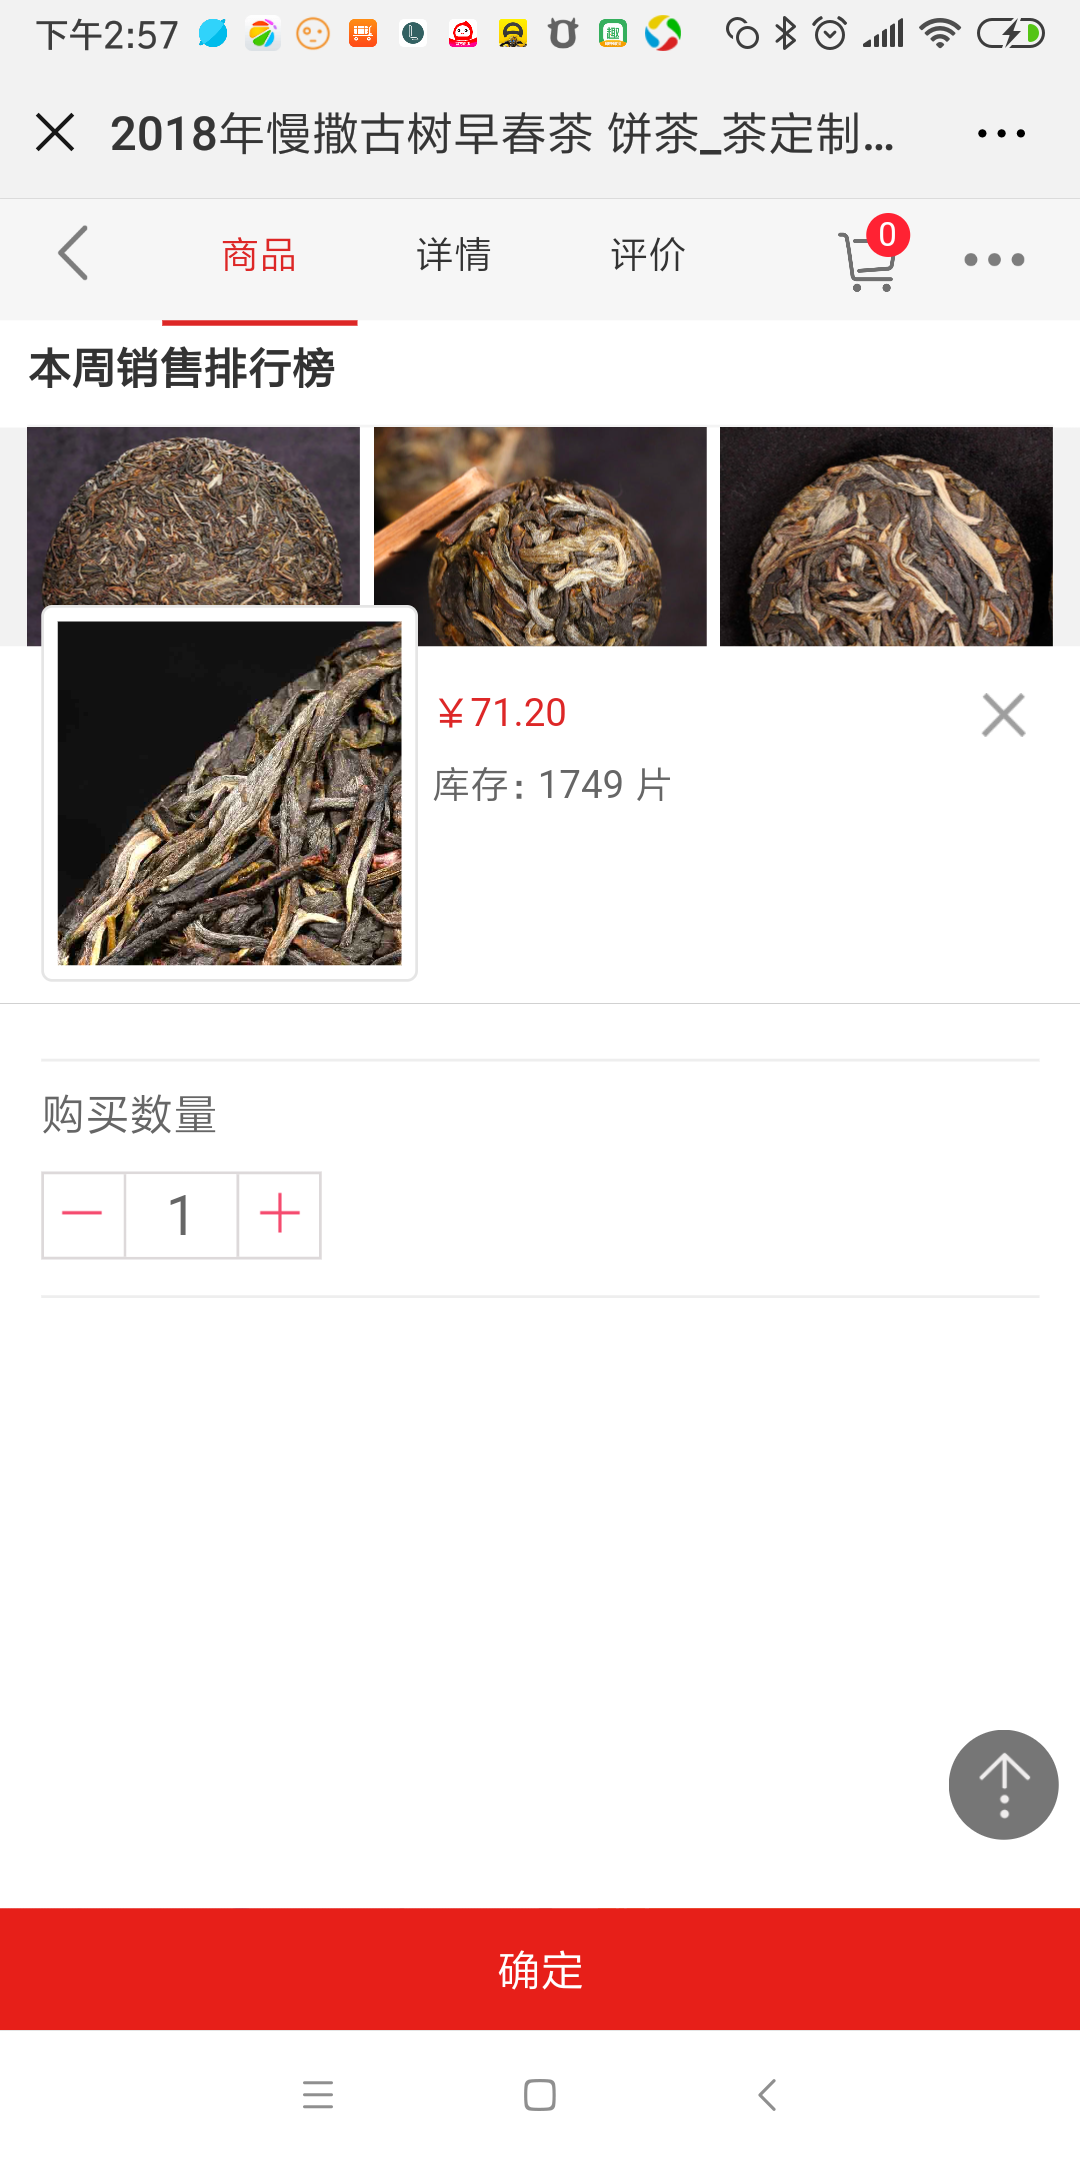 下午2:57
2018年慢撒古树早春茶 饼茶_茶定制...
商品 详情 评价 0
本周销售排行榜
￥71.20
库存：1749 片
购买数量
1
确定